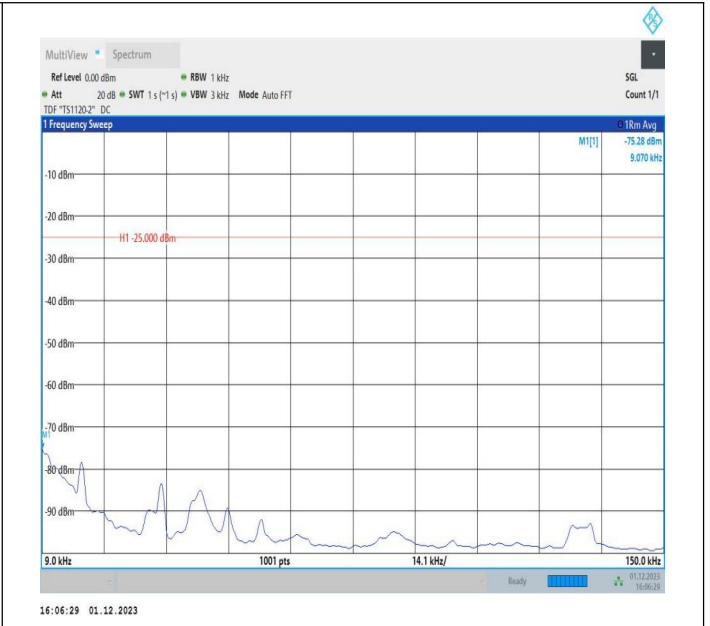 R&S
MultiView Spectrum
Ref Level 0.00 dBm RBW 1 kHz SGL
Att 20 dB SWT 1 s (~1 s) VBW 3 kHz Mode Auto FFT Count 1/1
TDF "TS1120-2" DC
1 Frequency Sweep 1Rm Avg
M1[1] -75.28 dBm
9.070 kHz
-10 dBm
-20 dBm
H1 -25.000 dBm
-30 dBm
-40 dBm
-50 dBm
-60 dBm
-70 dBm
M1
-80 dBm
-90 dBm
9.0 kHz 1001 pts 14.1 kHz/ 150.0 kHz
Ready 01.12.2023
16:06:29
16:06:29 01.12.2023